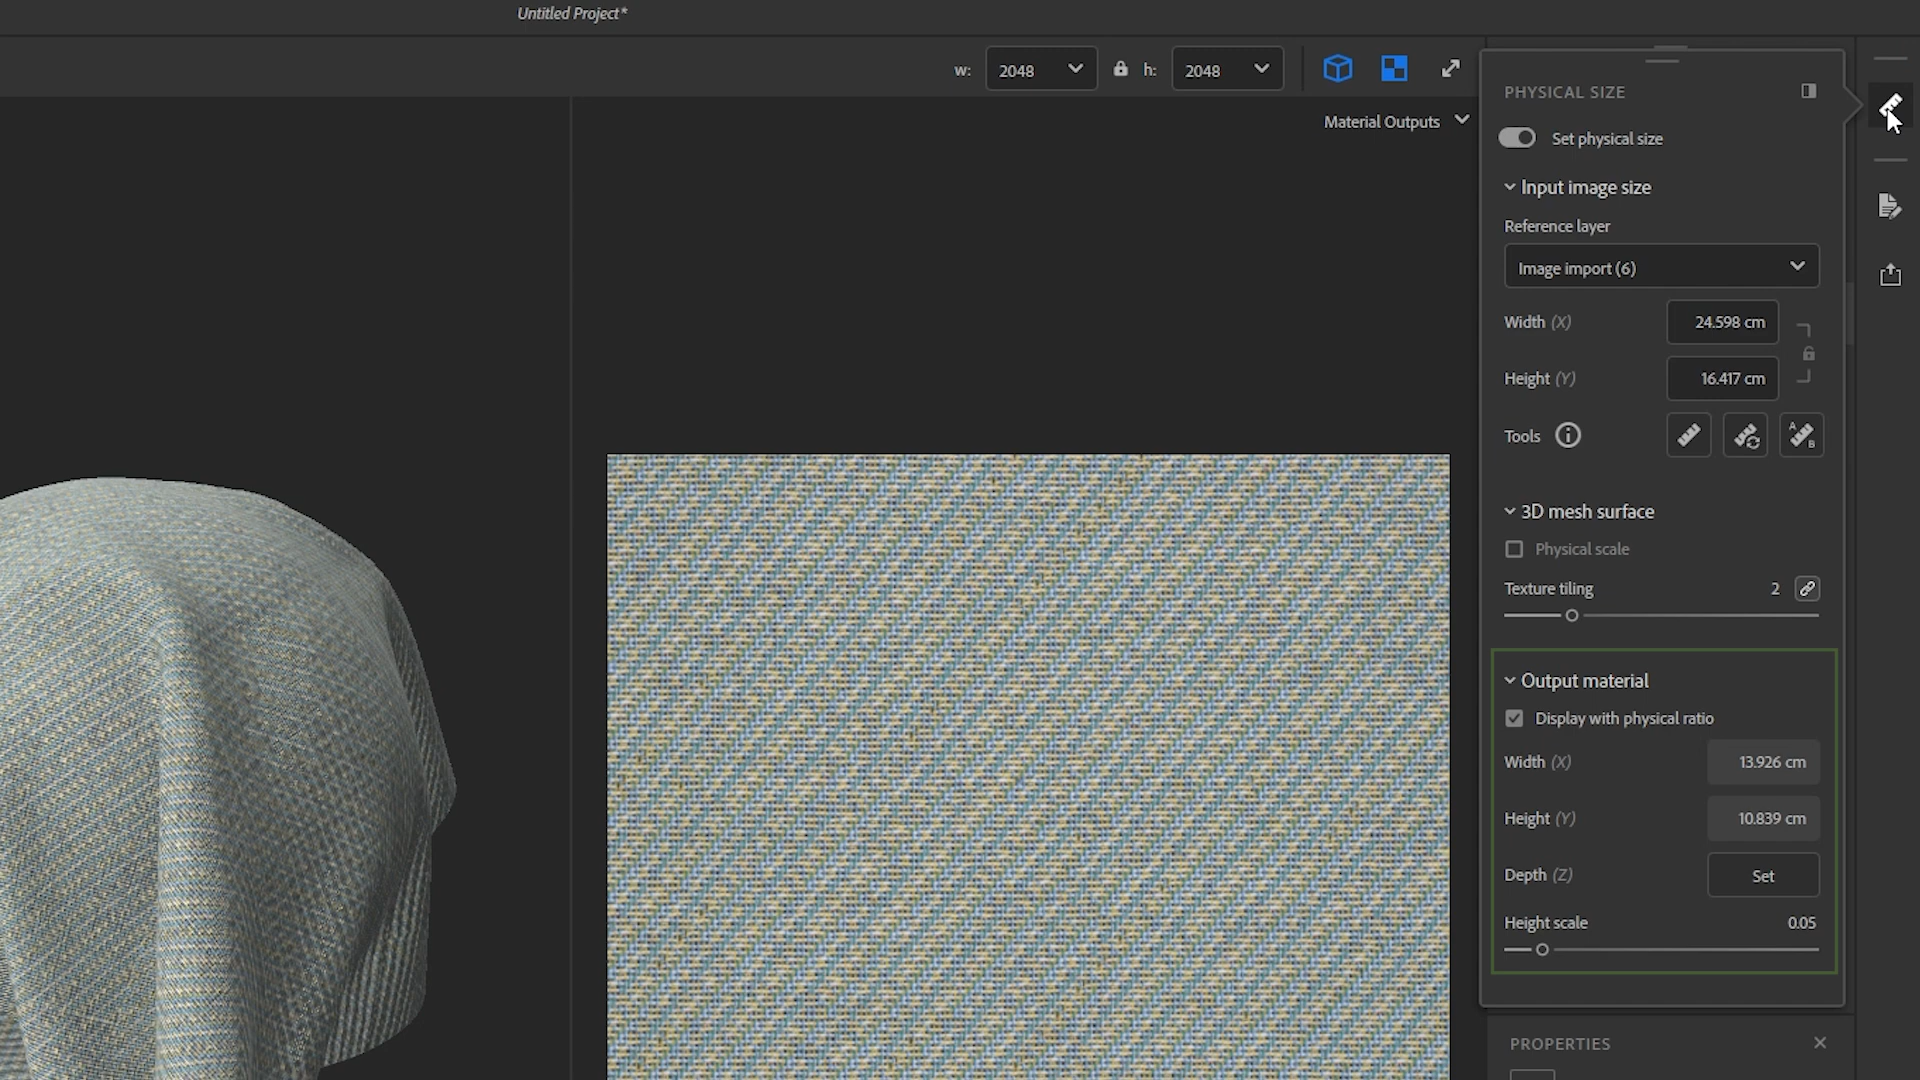 Untitled Project*
w:
2048
h:
2048
Material Outputs
PHYSICAL SIZE
Set physical size
Input image size
Reference layer
Image import (6)
Width (X)
24.598 cm
Height (Y)
16.417 cm
Tools
A
B
3D mesh surface
Physical scale
Texture tiling
2
Output material
Display with physical ratio
Width (X)
13.926 cm
Height (Y)
10.839 cm
Depth (Z)
Set
Height scale
0.05
PROPERTIES